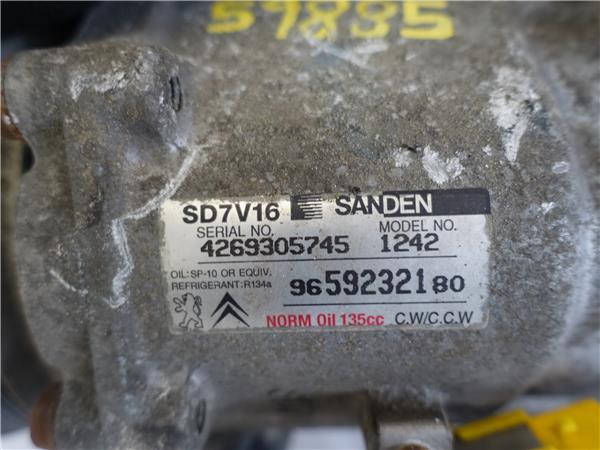 59885
SD7V16 SANDEN
SERIAL NO. MODEL NO.
4269305745 1242
OIL:SP-10 OR EQUIV.
REFRIGERANT:R134a
9659232180
NORM Oil 135cc C.W/C.C.W